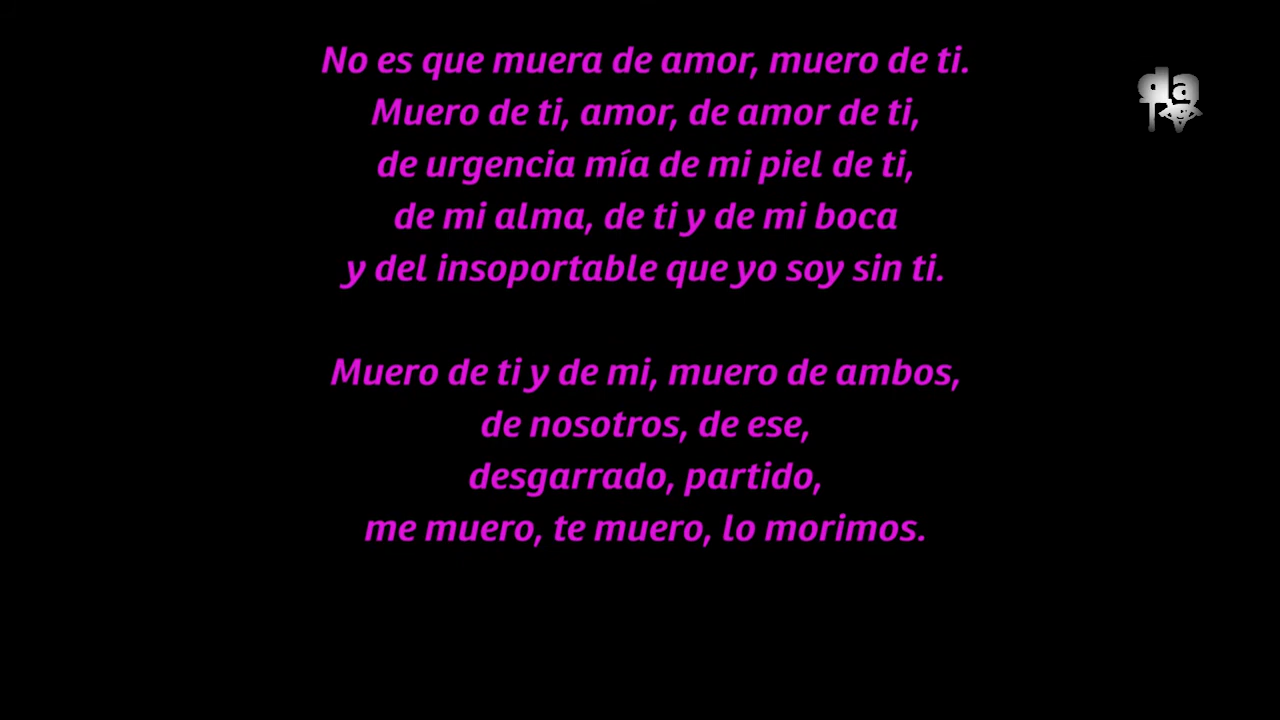 No es que muera de amor, muero de ti.
Muero de ti, amor, de amor de ti,
de urgencia mía de mi piel de ti,
de mi alma, de ti y de mi boca
y del insoportable que yo soy sin ti.
Muero de ti y de mi, muero de ambos,
de nosotros, de ese,
desgarrado, partido,
me muero, te muero, lo morimos.
da
TV